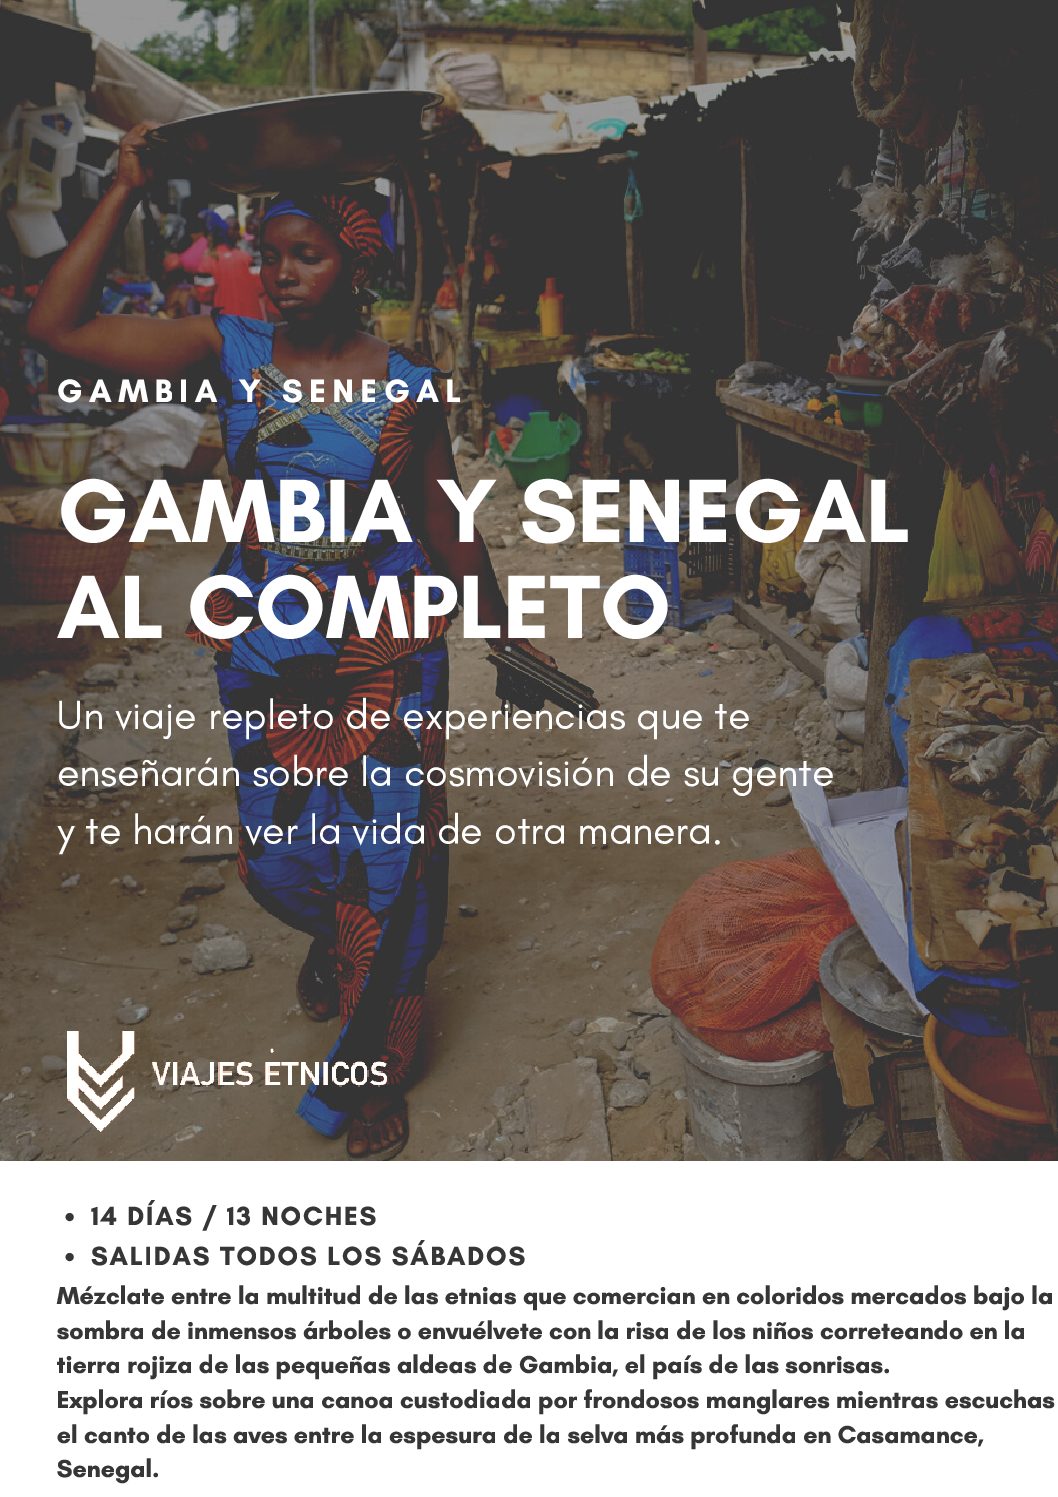 GAMBIA Y SENEGAL
GAMBIA Y SENEGAL
AL COMPLETO
Un viaje repleto de experiencias que te
enseñarán sobre la cosmovisión de su gente
y te harán ver la vida de otra manera.
VIAJES ÉTNICOS
• 14 DÍAS / 13 NOCHES
• SALIDAS TODOS LOS SÁBADOS
Mézclate entre la multitud de las etnias que comercian en coloridos mercados bajo la
sombra de inmensos árboles o envuélvete con la risa de los niños correteando en la
tierra rojiza de las pequeñas aldeas de Gambia, el país de las sonrisas.
Explora ríos sobre una canoa custodiada por frondosos manglares mientras escuchas
el canto de las aves entre la espesura de la selva más profunda en Casamance,
Senegal.